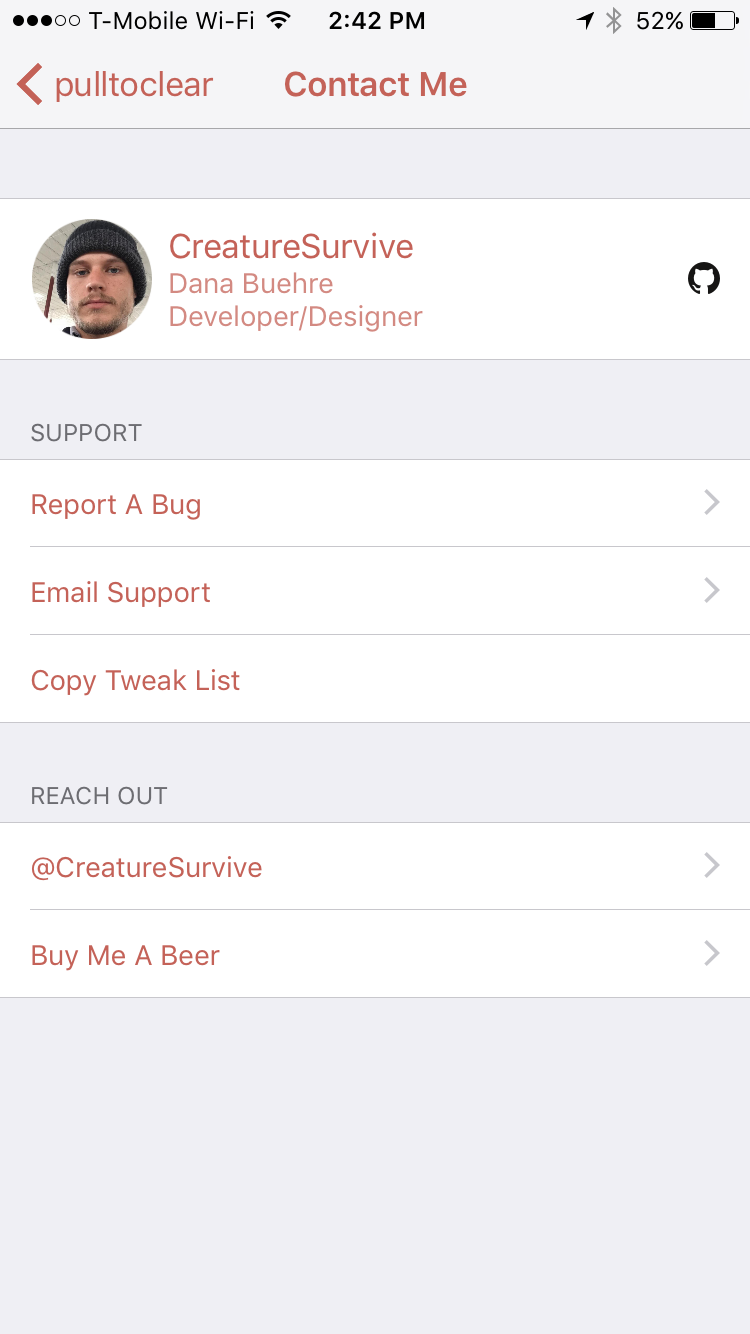 T-Mobile Wi-Fi 2:42 PM 52%
pulltoclear Contact Me
CreatureSurvive
Dana Buehre
Developer/Designer
SUPPORT
Report A Bug
Email Support
Copy Tweak List
REACH OUT
@CreatureSurvive
Buy Me A Beer